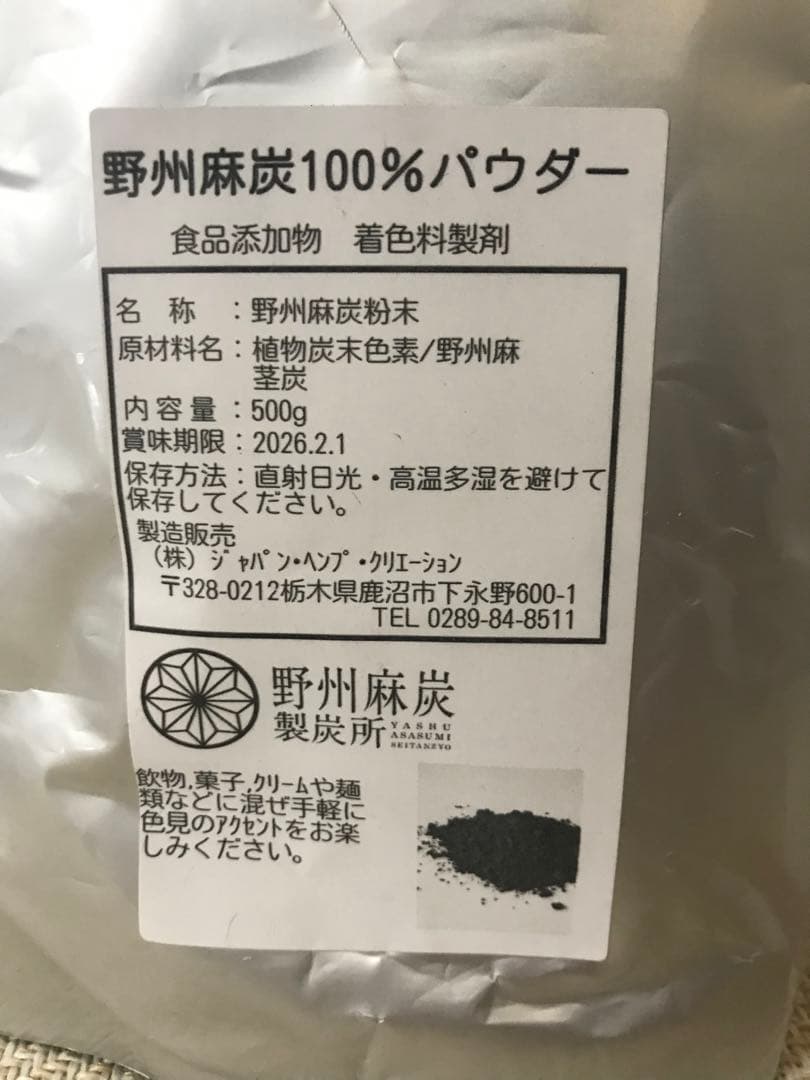 野州麻炭100%パウダー
食品添加物　着色料製剤
名　称　：野州麻炭粉末
原材料名：植物炭末色素/野州麻
茎炭
内容量：500g
賞味期限：2026.2.1
保存方法：直射日光・高温多湿を避けて
保存してください。
製造販売
（株）ｼﾞｬﾊﾟﾝ・ﾍﾝﾌﾟ・ｸﾘｴｰｼｮﾝ
〒328-0212栃木県鹿沼市下永野600-1
TEL 0289-84-8511
野州麻炭
製炭所
YASHU
ASASUMI
SEITANZYO
飲物,菓子,ｸﾘｰﾑや麺
類などに混ぜ手軽に
色見のｱｸｾﾝﾄをお楽
しみください。